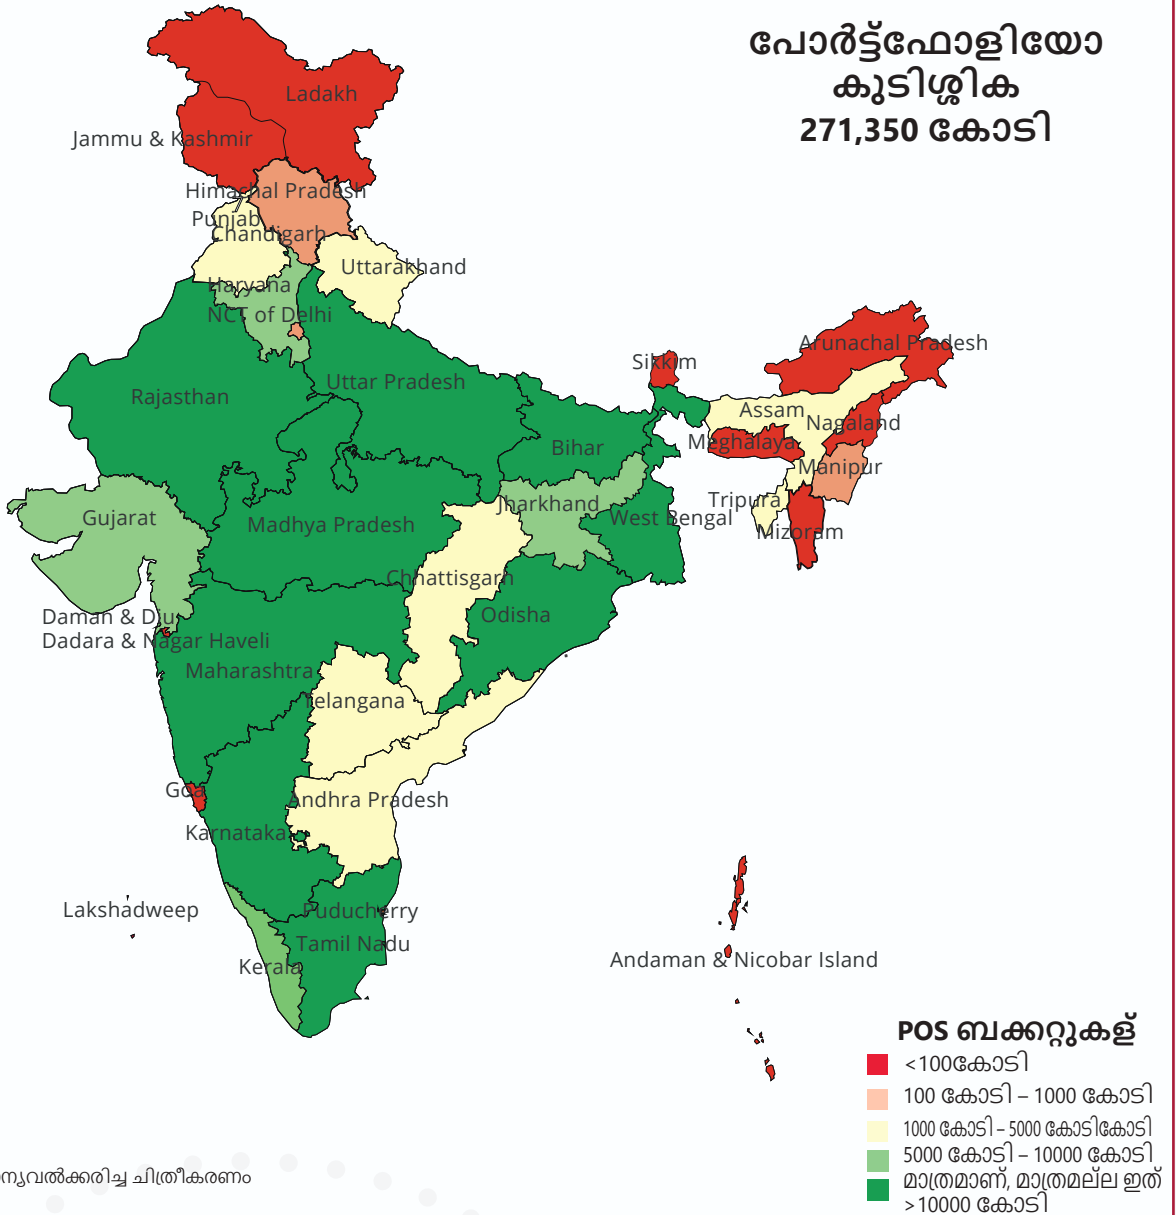 പോർട്ട്ഫോളിയോ
കുടിശ്ശിക
271,350 കോടി
Ladakh
Jammu & Kashmir
Himachal Pradesh
Punjab
Chandigarh
Uttarakhand
Haryana
NCT of Delhi
Arunachal Pradesh
Sikkim
Uttar Pradesh
Rajasthan
Assam
Nagaland
Meghalaya
Bihar
Manipur
Jharkhand
Tripura
Gujarat
West Bengal
Madhya Pradesh
Mizoram
Chhattisgarh
Odisha
Daman & Diu
Dadara & Nagar Haveli
Maharashtra
Telangana
Goa
Andhra Pradesh
Karnataka
Lakshadweep
Puducherry
Tamil Nadu
Andaman & Nicobar Island
Kerala
POS ബക്കറ്റുകള്
<100കോടി
100 കോടി – 1000 കോടി
1000 കോടി – 5000 കോടികോടി
5000 കോടി – 10000 കോടി
മാത്രമാണ്, മാത്രമല്ല ഇത്
>10000 കോടി
ചിത്രീകരണം